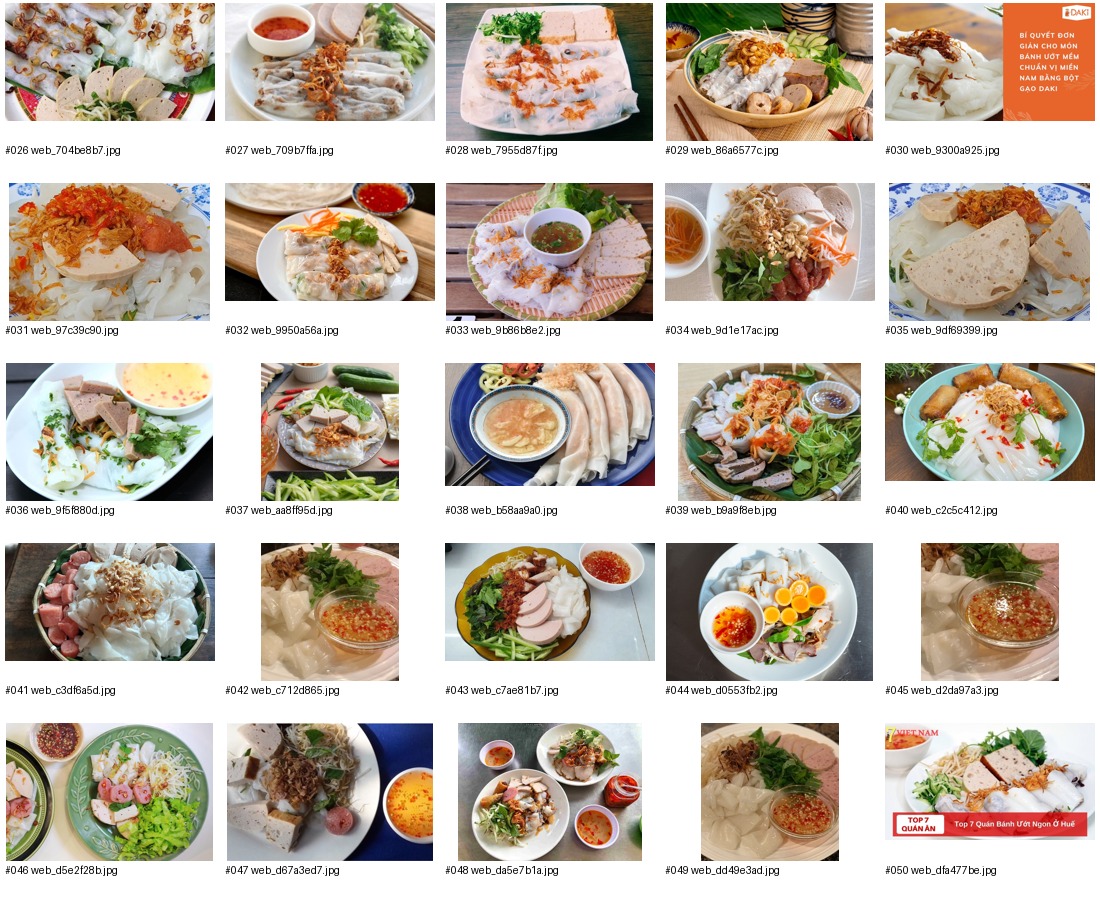 DAKI
BÍ QUYẾT ĐƠN
GIẢN CHO MÓN
BÁNH ƯỚT MỀM
CHUẨN VỊ MIỀN
NAM BẰNG BỘT
GẠO DAKI
#026 web_704be8b7.jpg
#027 web_709b7ffa.jpg
#028 web_7955d87f.jpg
#029 web_86a6577c.jpg
#030 web_9300a925.jpg
#031 web_97c39c90.jpg
#032 web_9950a56a.jpg
#033 web_9b86b8e2.jpg
#034 web_9d1e17ac.jpg
#035 web_9df69399.jpg
#036 web_9f5f880d.jpg
#037 web_aa8ff95d.jpg
#038 web_b58aa9a0.jpg
#039 web_b9a9f8eb.jpg
#040 web_c2c5c412.jpg
#041 web_c3df6a5d.jpg
#042 web_c712d865.jpg
#043 web_c7ae81b7.jpg
#044 web_d0553fb2.jpg
#045 web_d2da97a3.jpg
VIET NAM
TOP 7
QUÁN ĂN
Top 7 Quán Bánh Ướt Ngon Ở Huế
#046 web_d5e2f28b.jpg
#047 web_d67a3ed7.jpg
#048 web_da5e7b1a.jpg
#049 web_dd49e3ad.jpg
#050 web_dfa477be.jpg